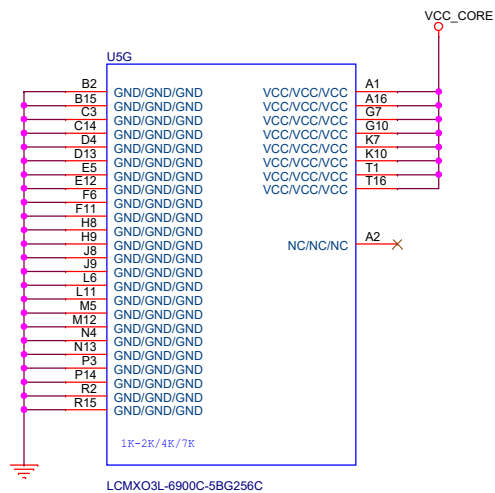 VCC_CORE
U5G
B2 GND/GND/GND VCC/VCC/VCC A1
B15 GND/GND/GND VCC/VCC/VCC A16
C3 GND/GND/GND VCC/VCC/VCC G7
C14 GND/GND/GND VCC/VCC/VCC G10
D4 GND/GND/GND VCC/VCC/VCC K7
D13 GND/GND/GND VCC/VCC/VCC K10
E5 GND/GND/GND VCC/VCC/VCC T1
E12 GND/GND/GND VCC/VCC/VCC T16
F6 GND/GND/GND
F11 GND/GND/GND
H8 GND/GND/GND
H9 GND/GND/GND NC/NC/NC A2
J8 GND/GND/GND
J9 GND/GND/GND
L6 GND/GND/GND
L11 GND/GND/GND
M5 GND/GND/GND
M12 GND/GND/GND
N4 GND/GND/GND
N13 GND/GND/GND
P3 GND/GND/GND
P14 GND/GND/GND
R2 GND/GND/GND
R15 GND/GND/GND
1K-2K/4K/7K
LCMXO3L-6900C-5BG256C